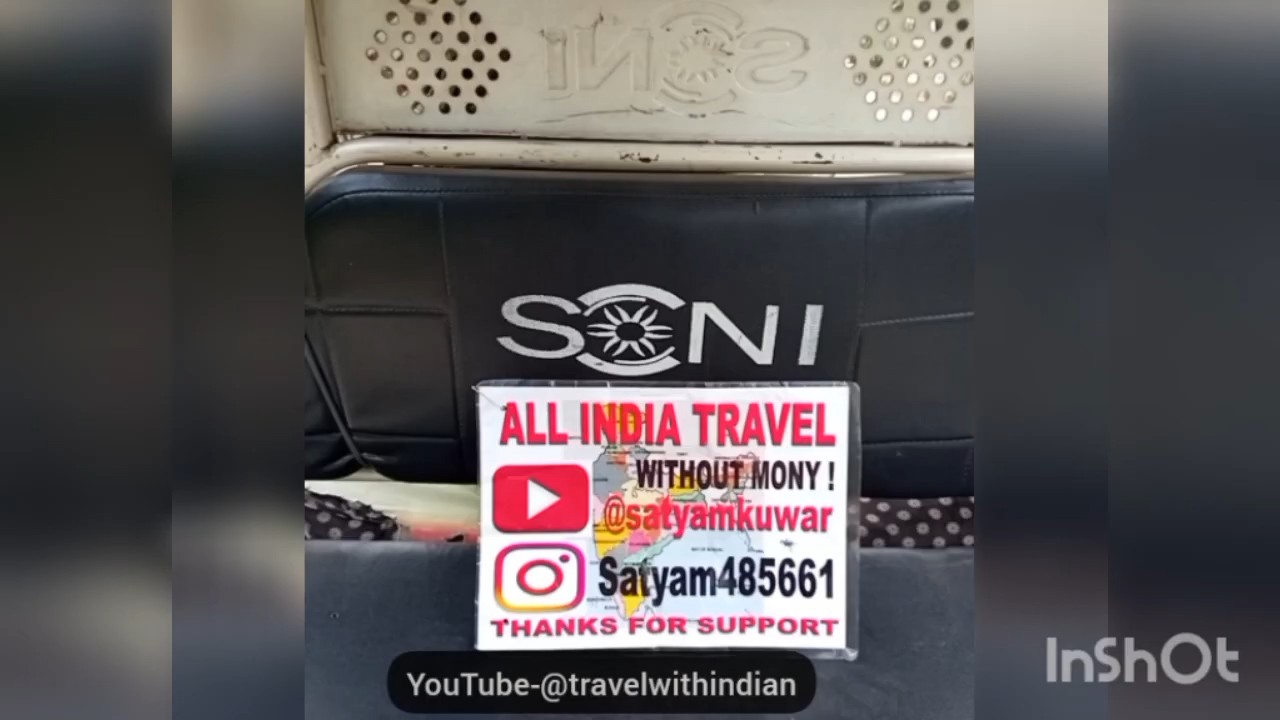 SONI
SONI
ALL INDIA TRAVEL
WITHOUT MONY !
@satyamkuwar
Satyam485661
THANKS FOR SUPPORT
YouTube-@travelwithindian
InShOt